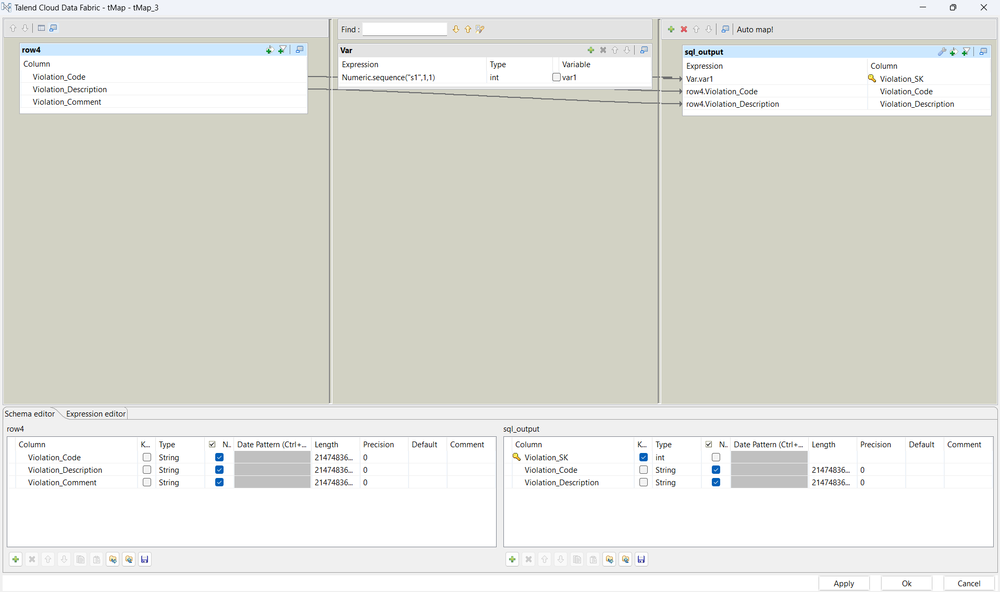 Talend Cloud Data Fabric - tMap - tMap_3
Find :
Auto map!
row4
Column
Violation_Code
Violation_Description
Violation_Comment
Var
Expression Type Variable
Numeric.sequence("s1",1,1) int var1
sql_output
Expression Column
Var.var1 Violation_SK
row4.Violation_Code Violation_Code
row4.Violation_Description Violation_Description
Schema editor Expression editor
row4
Column K... Type N.. Date Pattern (Ctrl+... Length Precision Default Comment
Violation_Code String 21474836... 0
Violation_Description String 21474836... 0
Violation_Comment String 21474836... 0
sql_output
Column K... Type N.. Date Pattern (Ctrl+... Length Precision Default Comment
Violation_SK int
Violation_Code String 21474836... 0
Violation_Description String 21474836... 0
Apply Ok Cancel